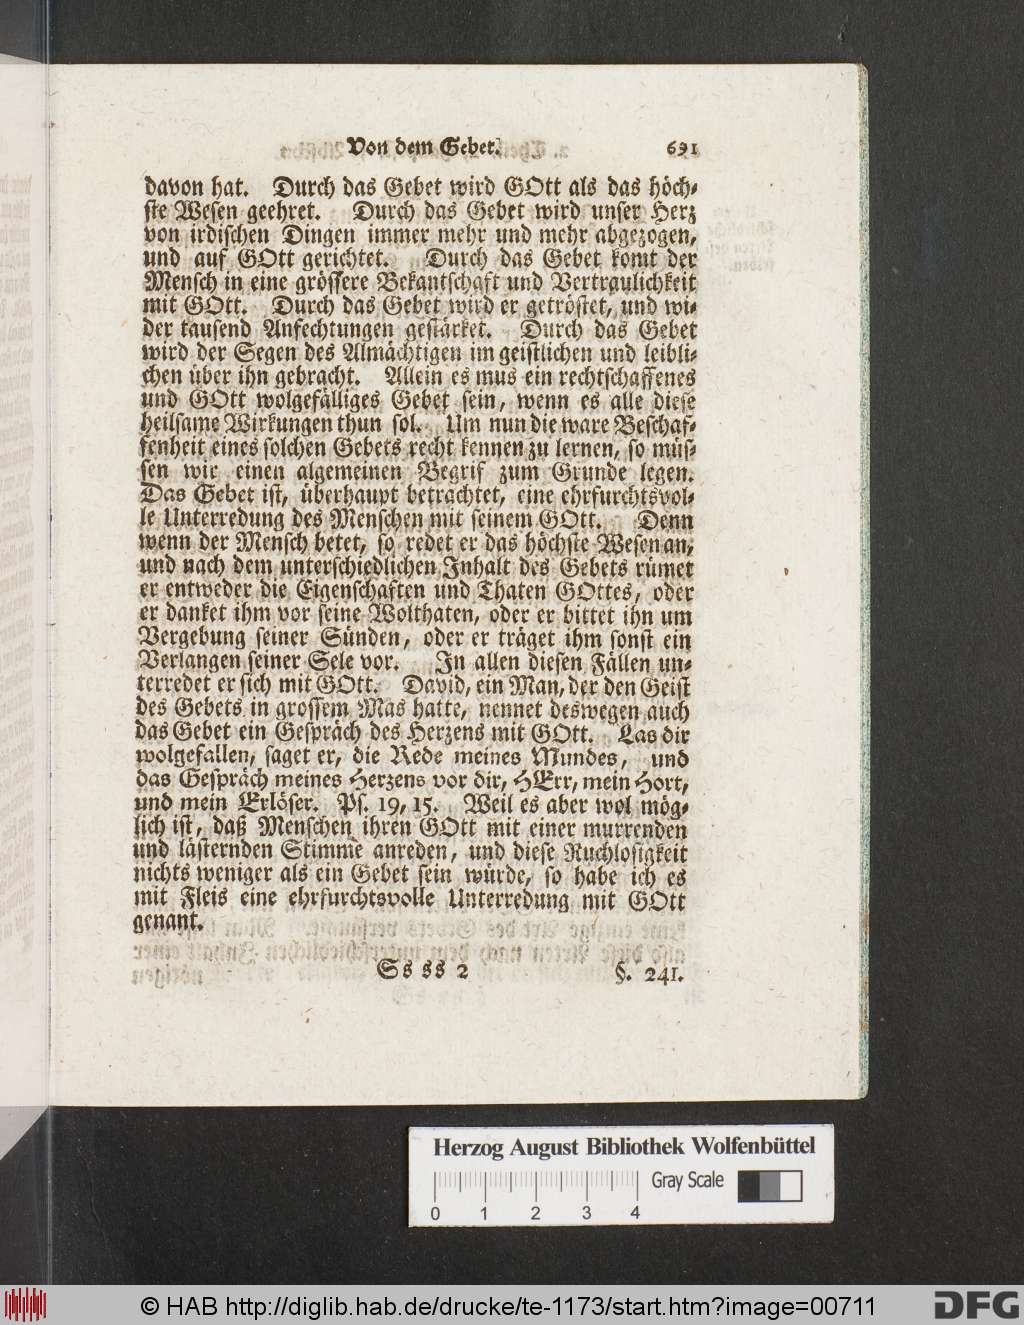 Von dem Gebet. 691
davon hat. Durch das Gebet wird GOtt als das höch-
ste Wesen geehret. Durch das Gebet wird unser Herz
von irdischen Dingen immer mehr und mehr abgezogen,
und auf GOtt gerichtet. Durch das Gebet komt der
Mensch in eine grössere Bekantschaft und Vertraulichkeit
mit GOtt. Durch das Gebet wird er getröstet, und wi-
der tausend Anfechtungen gestärket. Durch das Gebet
wird der Segen des Almächtigen im geistlichen und leibli-
chen über ihn gebracht. Allein es mus ein rechtschaffenes
und GOtt wolgefälliges Gebet sein, wenn es alle diese
heilsame Wirkungen thun sol. Um nun die ware Beschaf-
fenheit eines solchen Gebets recht kennen zu lernen, so müs-
sen wir einen algemeinen Begrif zum Grunde legen.
Das Gebet ist, überhaupt betrachtet, eine ehrfurchtsvol-
le Unterredung des Menschen mit seinem GOtt. Denn
wenn der Mensch betet, so redet er das höchste Wesen an,
und nach dem unterschiedlichen Inhalt des Gebets rümet
er entweder die Eigenschaften und Thaten GOttes, oder
er danket ihm vor seine Wolthaten, oder er bittet ihn um
Vergebung seiner Sünden, oder er träget ihm sonst ein
Verlangen seiner Sele vor. In allen diesen Fällen un-
terredet er sich mit GOtt. David, ein Man, der den Geist
des Gebets in grossem Mas hatte, nennet deswegen auch
das Gebet ein Gespräch des Herzens mit GOtt. Las dir
wolgefallen, saget er, die Rede meines Mundes, und
das Gespräch meines Herzens vor dir, HErr, mein Hort,
und mein Erlöser. Ps. 19, 15. Weil es aber wol mög-
lich ist, daß Menschen ihren GOtt mit einer murrenden
und lästernden Stimme anreden, und diese Ruchlosigkeit
nichts weniger als ein Gebet sein würde, so habe ich es
mit Fleis eine ehrfurchtsvolle Unterredung mit GOtt
genant.
Ss ss 2 §. 241.
Herzog August Bibliothek Wolfenbüttel
Gray Scale
0 1 2 3 4
© HAB http://diglib.hab.de/drucke/te-1173/start.htm?image=00711 DFG